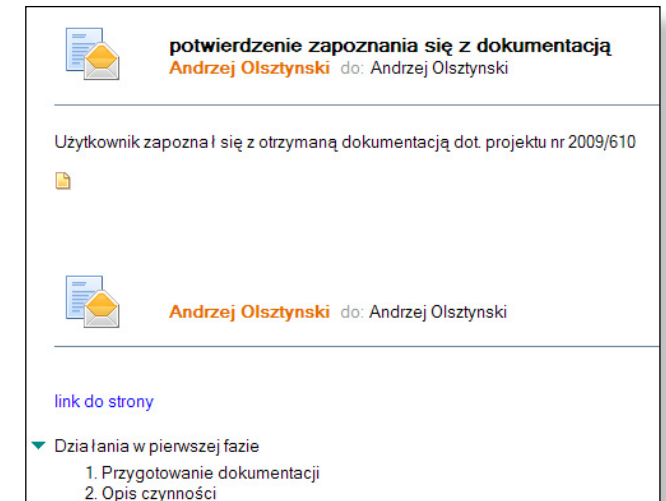 potwierdzenie zapoznania się z dokumentacją
Andrzej Olsztynski do: Andrzej Olsztynski
Użytkownik zapoznał się z otrzymaną dokumentacją dot. projektu nr 2009/610
Andrzej Olsztynski do: Andrzej Olsztynski
link do strony
Działania w pierwszej fazie
1. Przygotowanie dokumentacji
2. Opis czynności